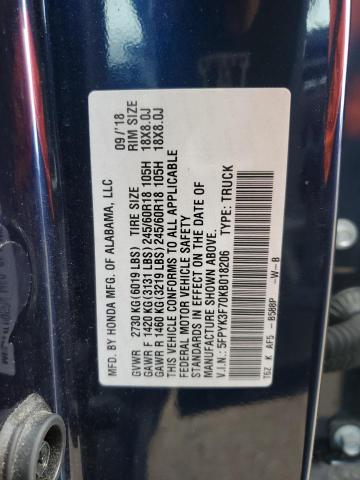 MFD. BY HONDA MFG. OF ALABAMA, LLC 09/'18
TIRE SIZE RIM SIZE
GVWR 2730 KG(6019 LBS)
GAWR F 1420 KG(3131 LBS) 245/60R18 105H 18X8.0J
GAWR R 1460 KG(3219 LBS) 245/60R18 105H 18X8.0J
THIS VEHICLE CONFORMS TO ALL APPLICABLE
SAFETY AND THEFT PREVENTION
STANDARDS IN EFFECT ON THE DATE OF
MANUFACTURE SHOWN ABOVE.
V.I.N.: 5FPYK3F70KB018206 TYPE: TRUCK
T6Z K AF5 -B588P -W-B